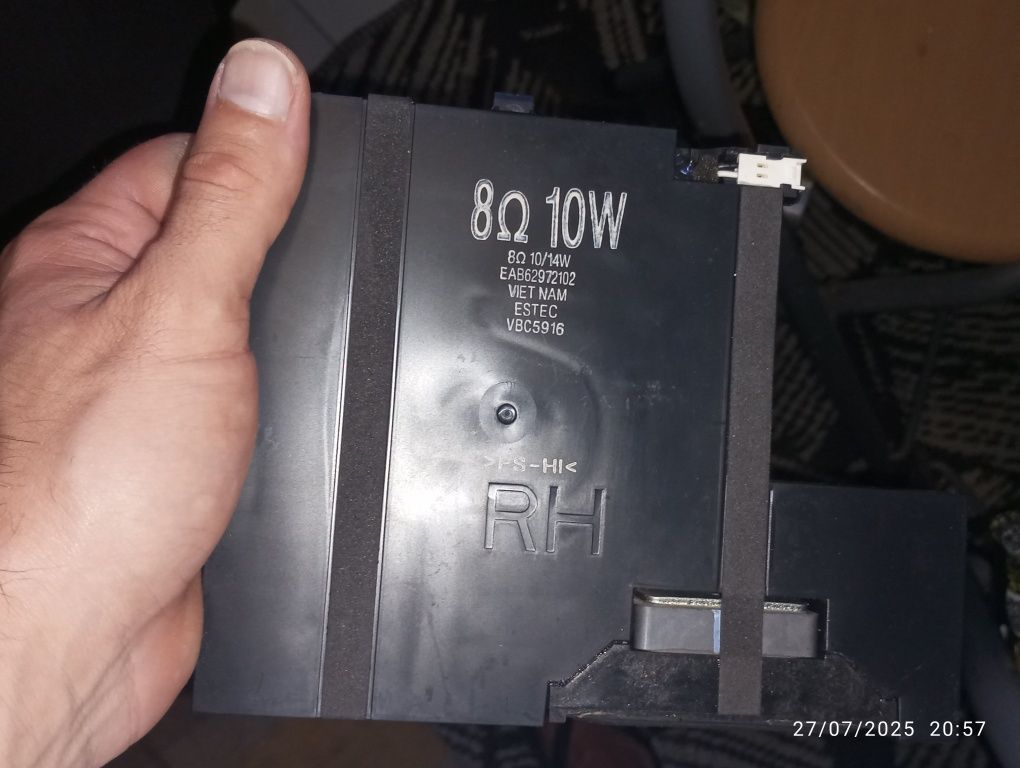 8Ω 10W
8Ω 10/14W
EAB62972102
VIET NAM
ESTEC
VBC5916
>PS-HI<
RH
27/07/2025 20:57